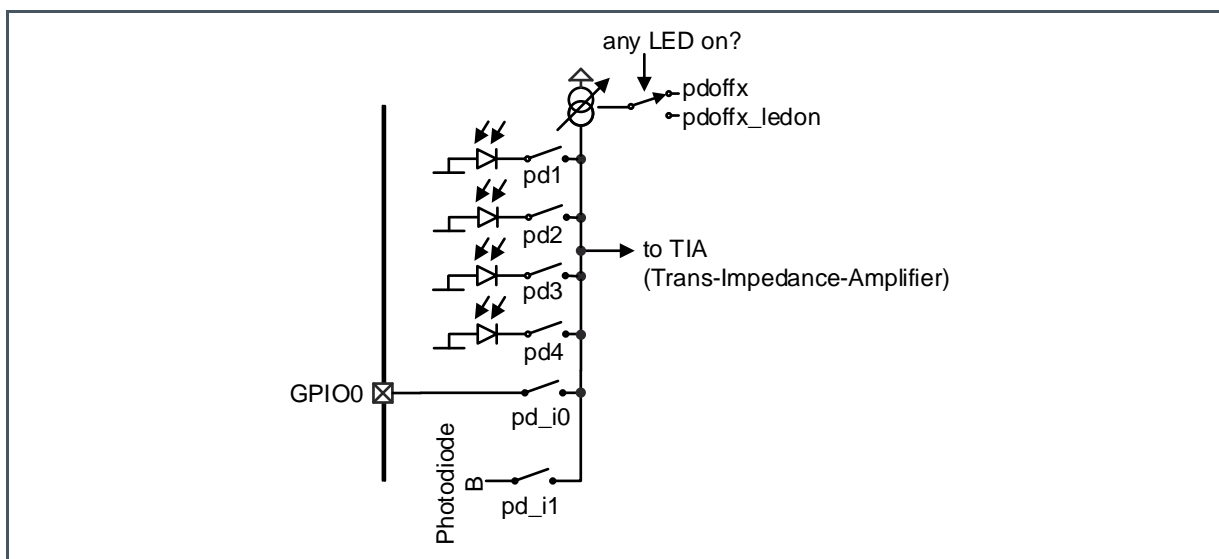 any LED on?
pdoffx
pdoffx_ledon
pd1
pd2
to TIA
(Trans-Impedance-Amplifier)
pd3
pd4
GPIO0
pd_i0
Photodiode
B
pd_i1